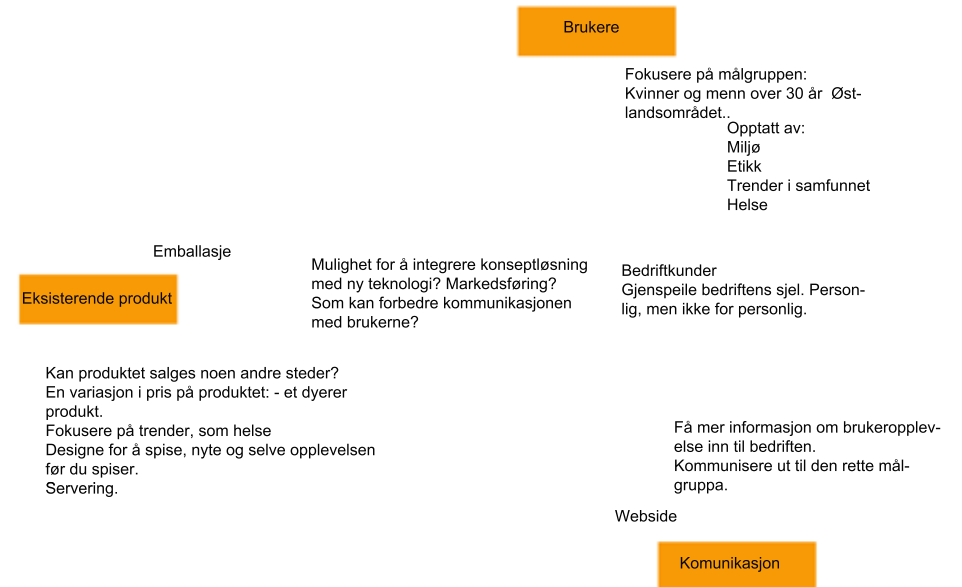 Brukere
Fokusere på målgruppen:
Kvinner og menn over 30 år  Øst-
landsområdet..
Opptatt av:
Miljø
Etikk
Trender i samfunnet
Helse
Emballasje
Eksisterende produkt
Mulighet for å integrere konseptløsning
med ny teknologi? Markedsføring?
Som kan forbedre kommunikasjonen
med brukerne?
Bedriftkunder
Gjenspeile bedriftens sjel. Person-
lig, men ikke for personlig.
Kan produktet salges noen andre steder?
En variasjon i pris på produktet: - et dyerer
produkt.
Fokusere på trender, som helse
Designe for å spise, nyte og selve opplevelsen
før du spiser.
Servering.
Få mer informasjon om brukeropplev-
else inn til bedriften.
Kommunisere ut til den rette mål-
gruppa.
Webside
Komunikasjon